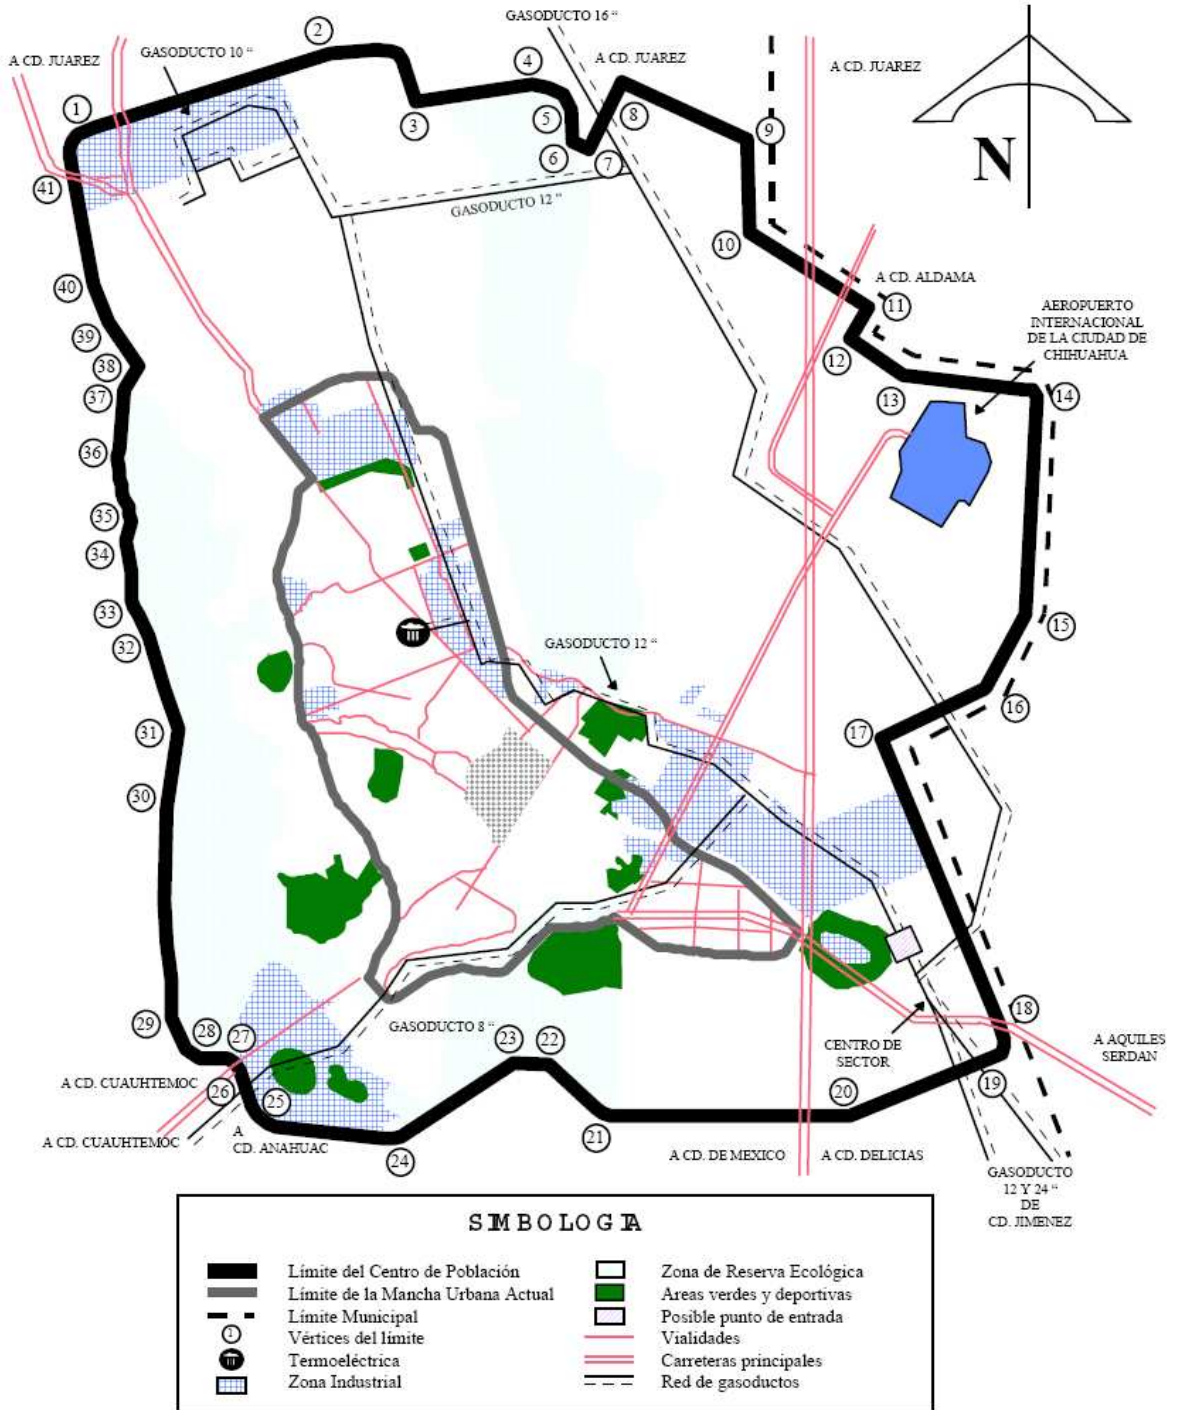 GASODUCTO 16 "
2
A CD. JUAREZ
GASODUCTO 10 "
4
A CD. JUAREZ
A CD. JUAREZ
1
3
5
8
9
6
7
N
41
GASODUCTO 12 "
10
A CD. ALDAMA
40
11
AEROPUERTO
INTERNACIONAL
DE LA CIUDAD DE
CHIHUAHUA
39
12
38
37
13
14
36
35
34
33
32
15
GASODUCTO 12 "
16
31
17
30
29
28
27
GASODUCTO 8 "
23
22
18
CENTRO DE
SECTOR
A AQUILES
SERDAN
A CD. CUAUHTEMOC
26
25
20
19
A CD. CUAUHTEMOC
A
CD. ANAHUAC
24
21
A CD. DE MEXICO
A CD. DELICIAS
GASODUCTO
12 Y 24 "
DE
CD. JIMENEZ
SIMBOLOGIA
Límite del Centro de Población
Zona de Reserva Ecológica
Límite de la Mancha Urbana Actual
Areas verdes y deportivas
Límite Municipal
Posible punto de entrada
1
Vértices del límite
Vialidades
Termoeléctrica
Carreteras principales
Zona Industrial
Red de gasoductos